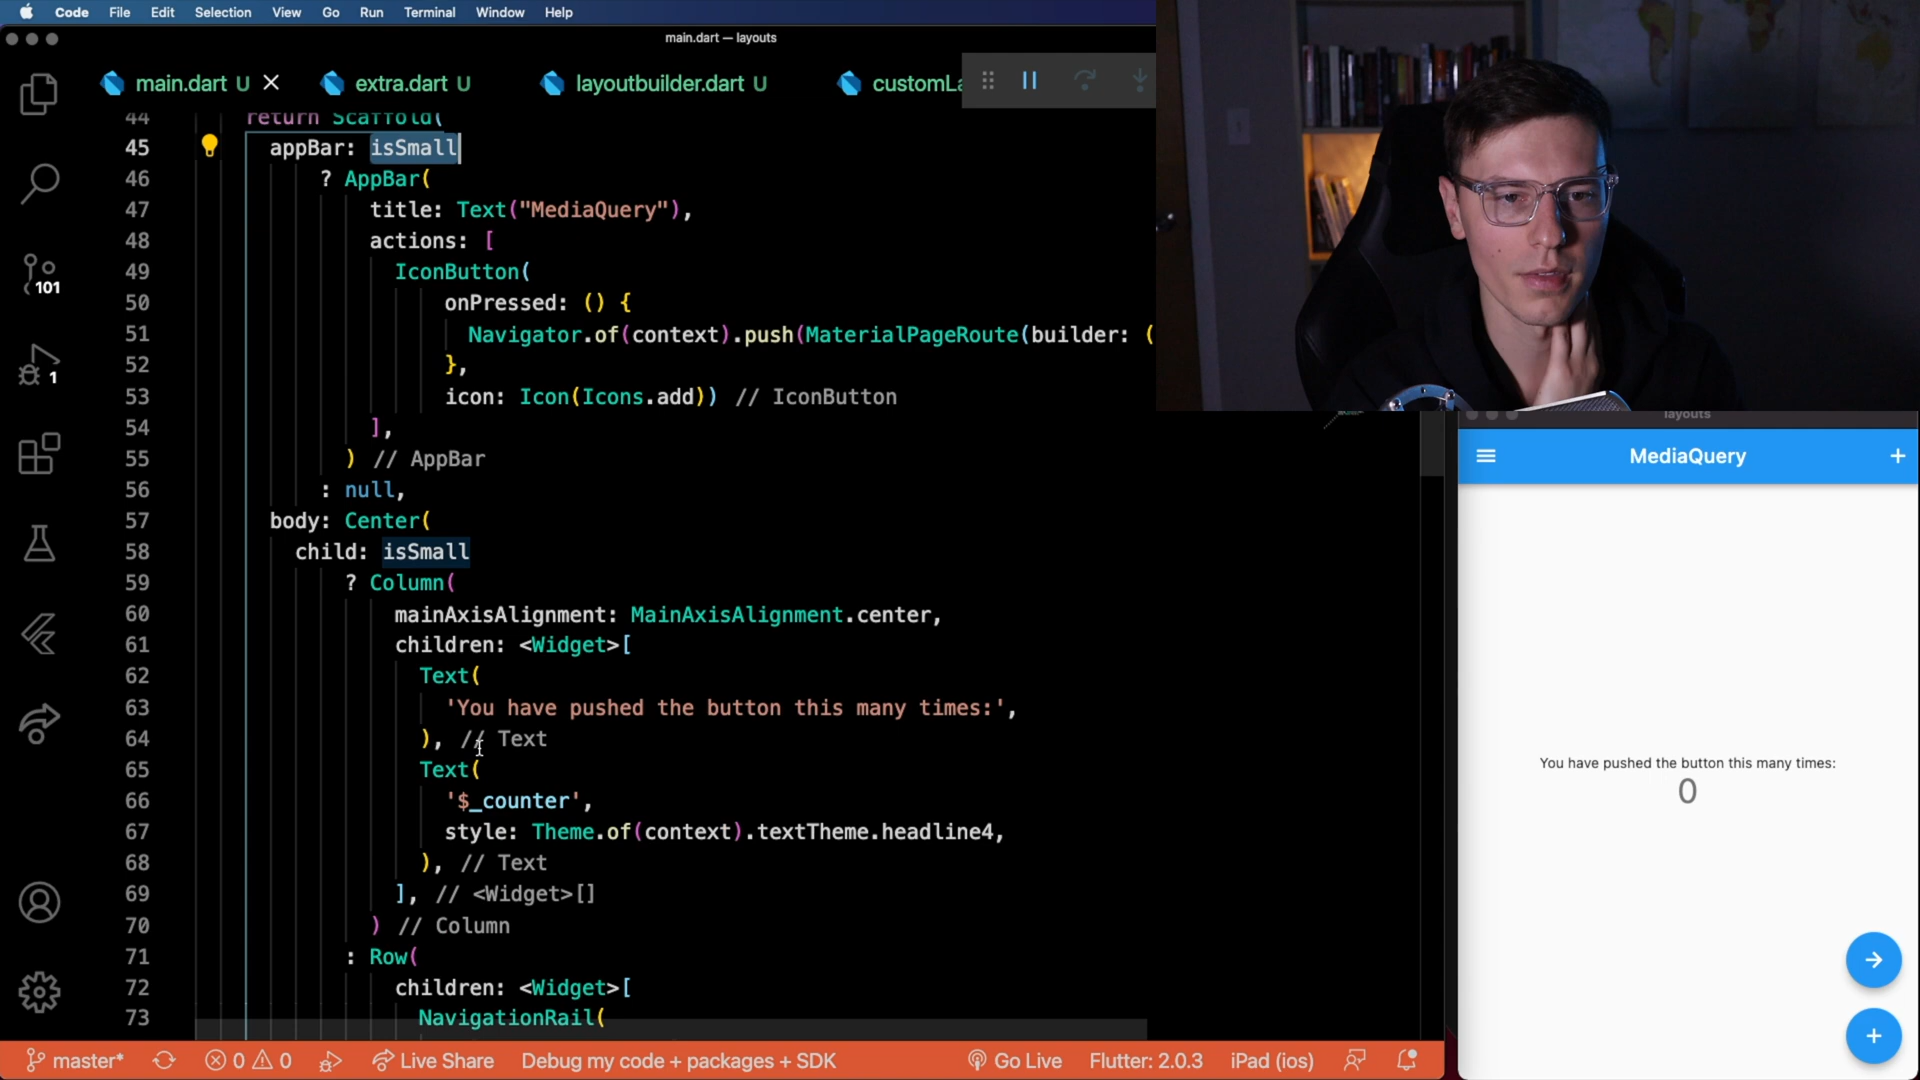 Code File Edit Selection View Go Run Terminal Window Help
main.dart — layouts
main.dart U extra.dart U layoutbuilder.dart U customLa
44 return Scaffold(
45 appBar: isSmall
46 ? AppBar(
47 title: Text("MediaQuery"),
48 actions: [
49 IconButton(
50 onPressed: () {
51 Navigator.of(context).push(MaterialPageRoute(builder: (
52 },
53 icon: Icon(Icons.add)) // IconButton
54 ],
55 ) // AppBar
56 : null,
57 body: Center(
58 child: isSmall
59 ? Column(
60 mainAxisAlignment: MainAxisAlignment.center,
61 children: <Widget>[
62 Text(
63 'You have pushed the button this many times:',
64 ), // Text
65 Text(
66 '$_counter',
67 style: Theme.of(context).textTheme.headline4,
68 ), // Text
69 ], // <Widget>[]
70 ) // Column
71 : Row(
72 children: <Widget>[
73 NavigationRail(
101
1
layouts
MediaQuery
You have pushed the button this many times:
0
master* 0 0 Live Share Debug my code + packages + SDK Go Live Flutter: 2.0.3 iPad (ios)